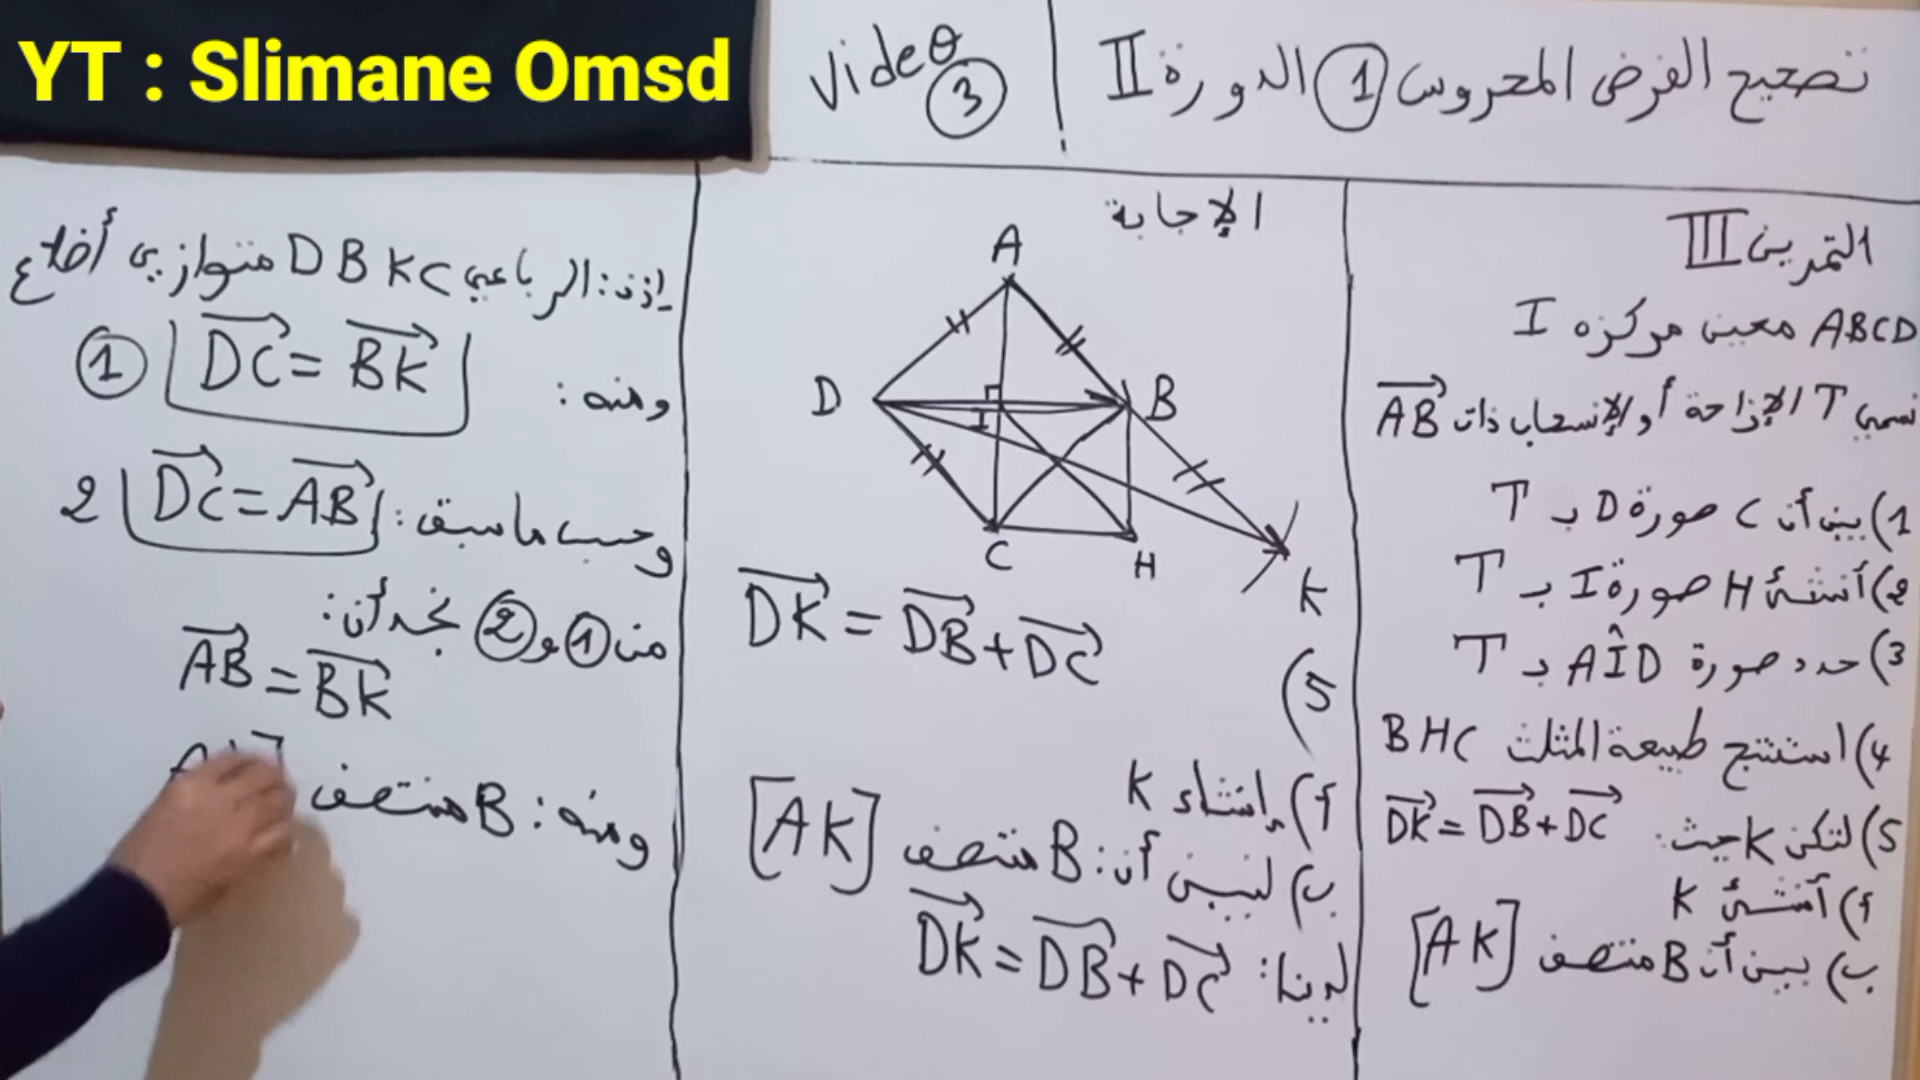 YT : Slimane Omsd
Video 3
تصحيح الفرض المحروس 1 الدورة II
التمرين III
ABCD معين مركزه I
نسمي T الإزاحة أو الإنسحاب ذات AB
1) بين أن C صورة D بـ T
2) أنشئ H صورة I بـ T
3) حدد صورة AÎD بـ T
4) استنتج طبيعة المثلث BHC
5) لتكن K حيث: DK = DB + DC
أ) أنشئ K
ب) بين أن B منتصف [AK]
الإجابة
A
D
B
I
C
H
K
DK = DB + DC
5)
أ) إنشاء K
ب) لنبين أن: B منتصف [AK]
لدينا: DK = DB + DC
إذن: الرباعي DBKC متوازي أضلاع
ومنه: DC = BK 1
وحسب ما سبق: DC = AB 2
من 1 و 2 نجد أن:
AB = BK
ومنه: B منتصف